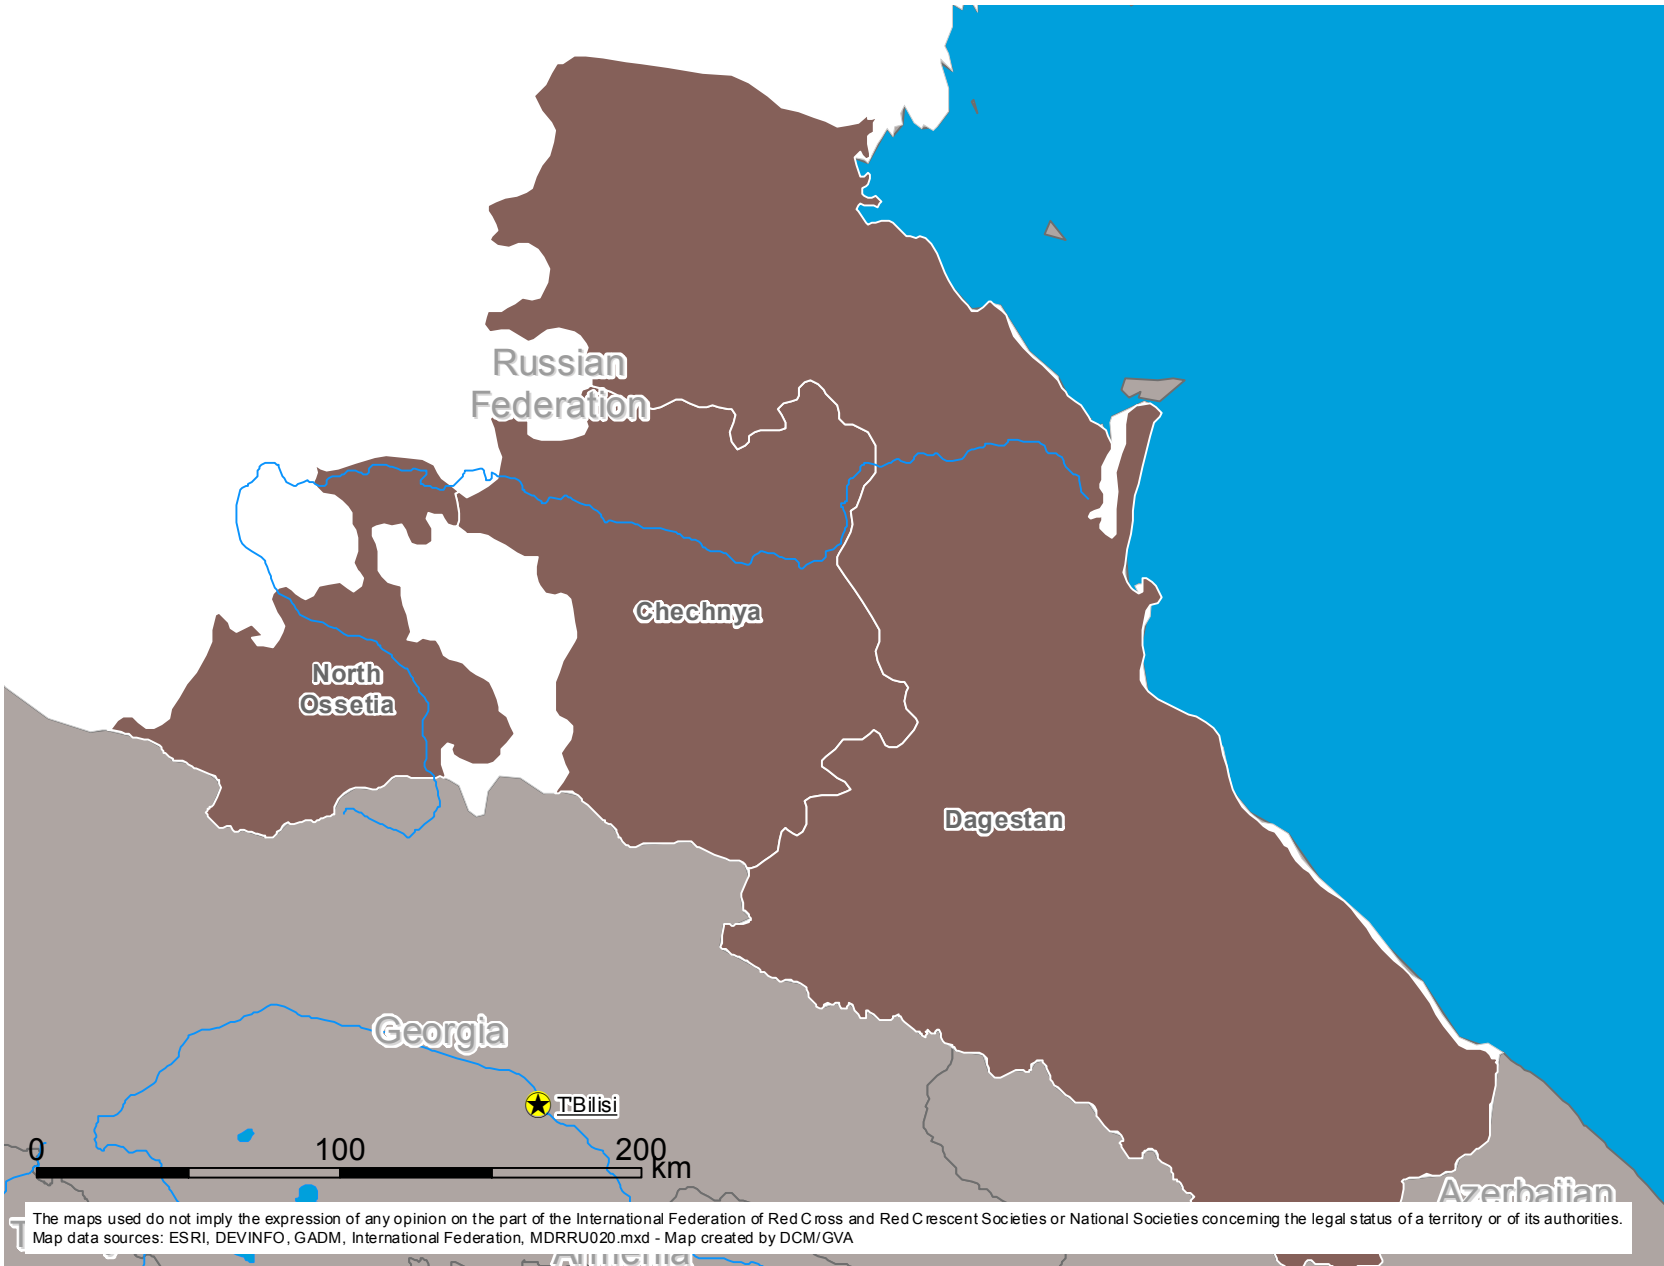 Russian
Federation
Chechnya
North
Ossetia
Dagestan
Georgia
T'Bilisi
0 100 200
km
Azerbaijan
The maps used do not imply the expression of any opinion on the part of the International Federation of Red Cross and Red Crescent Societies or National Societies concerning the legal status of a territory or of its authorities.
Map data sources: ESRI, DEVINFO, GADM, International Federation, MDRRU020.mxd - Map created by DCM/GVA
Armenia